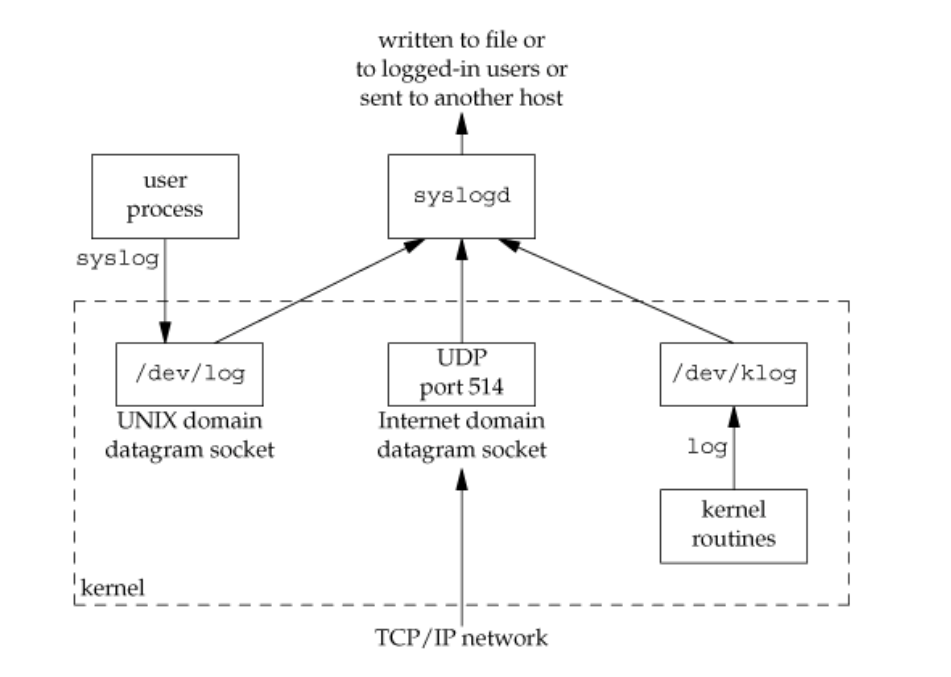 written to file or
to logged-in users or
sent to another host
user
process
syslogd
syslog
/dev/log
UNIX domain
datagram socket
UDP
port 514
Internet domain
datagram socket
/dev/klog
log
kernel
routines
kernel
TCP/IP network